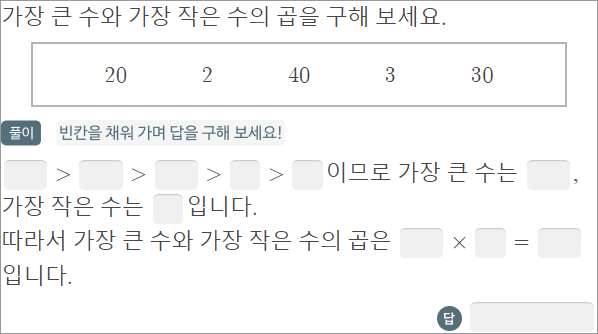 가장 큰 수와 가장 작은 수의 곱을 구해 보세요.
20 2 40 3 30
풀이 빈칸을 채워 가며 답을 구해 보세요!
> > > > 이므로 가장 큰 수는 ,
가장 작은 수는 입니다.
따라서 가장 큰 수와 가장 작은 수의 곱은 × =
입니다.
답